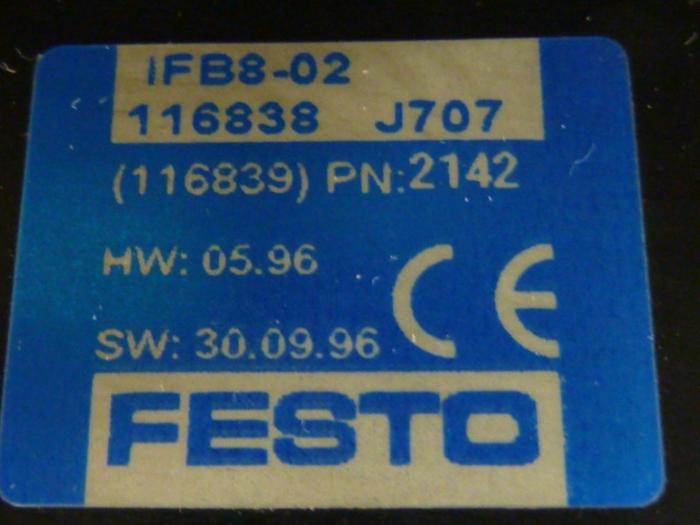 IFB8-02
116838 J707
(116839) PN:2142
HW: 05.96
CE
SW: 30.09.96
FESTO